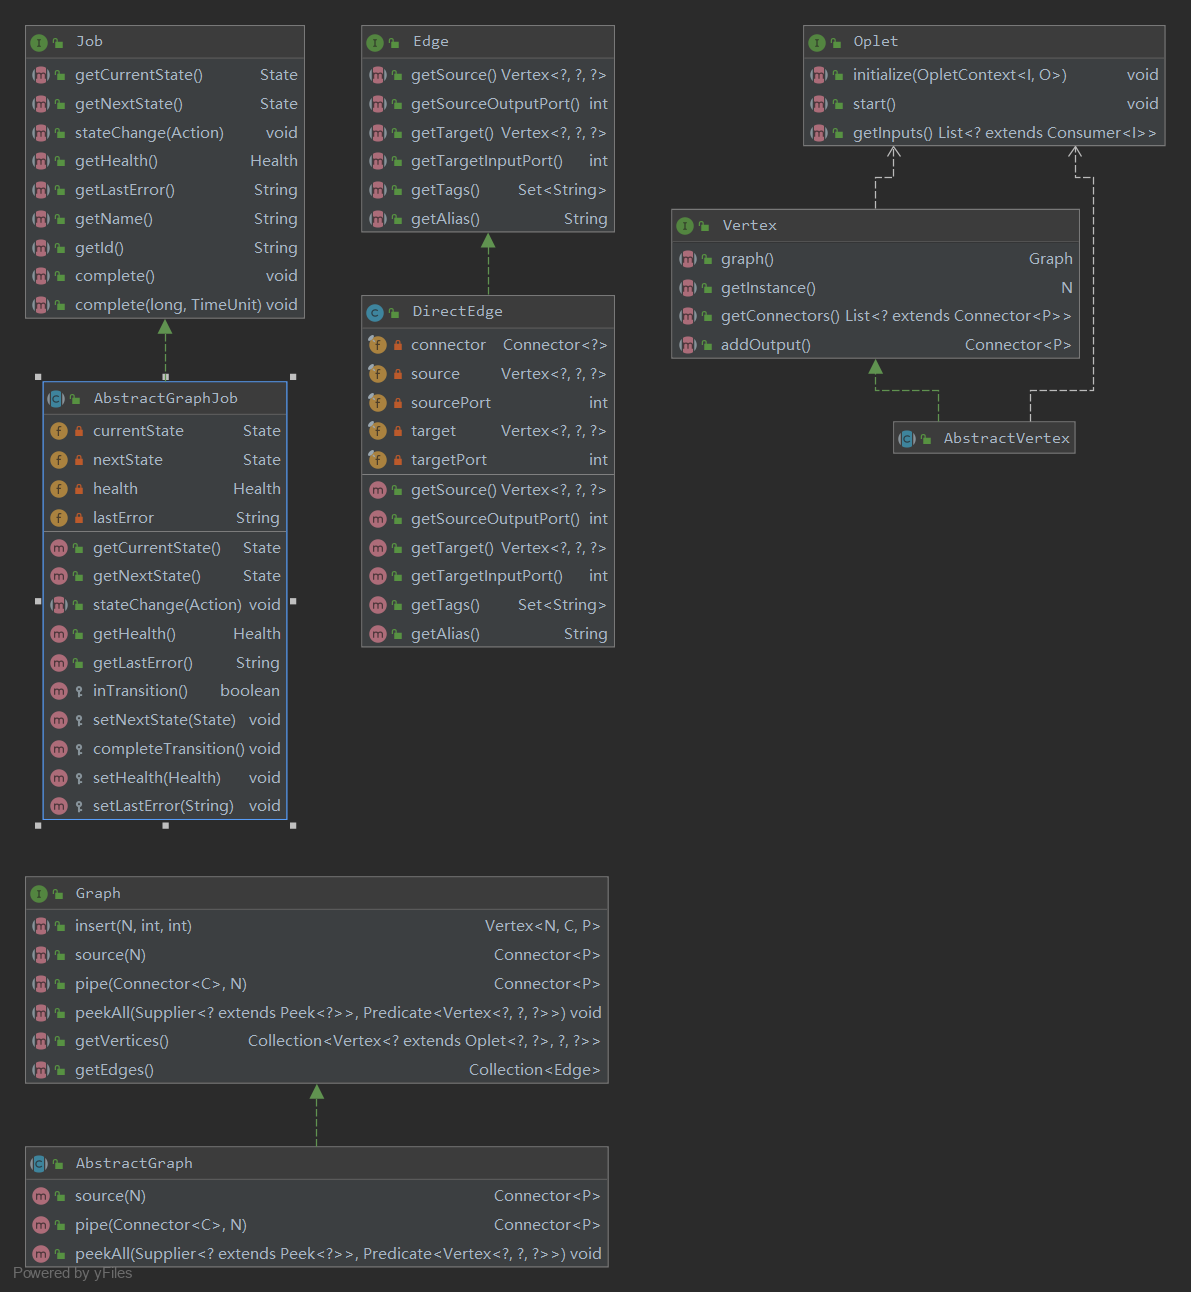 Job
getCurrentState() State
getNextState() State
stateChange(Action) void
getHealth() Health
getLastError() String
getName() String
getId() String
complete() void
complete(long, TimeUnit) void
AbstractGraphJob
currentState State
nextState State
health Health
lastError String
getCurrentState() State
getNextState() State
stateChange(Action) void
getHealth() Health
getLastError() String
inTransition() boolean
setNextState(State) void
completeTransition() void
setHealth(Health) void
setLastError(String) void
Edge
getSource() Vertex<?, ?, ?>
getSourceOutputPort() int
getTarget() Vertex<?, ?, ?>
getTargetInputPort() int
getTags() Set<String>
getAlias() String
DirectEdge
connector Connector<?>
source Vertex<?, ?, ?>
sourcePort int
target Vertex<?, ?, ?>
targetPort int
getSource() Vertex<?, ?, ?>
getSourceOutputPort() int
getTarget() Vertex<?, ?, ?>
getTargetInputPort() int
getTags() Set<String>
getAlias() String
Oplet
initialize(OpletContext<I, O>) void
start() void
getInputs() List<? extends Consumer<I>>
Vertex
graph() Graph
getInstance() N
getConnectors() List<? extends Connector<P>>
addOutput() Connector<P>
AbstractVertex
Graph
insert(N, int, int) Vertex<N, C, P>
source(N) Connector<P>
pipe(Connector<C>, N) Connector<P>
peekAll(Supplier<? extends Peek<?>>, Predicate<Vertex<?, ?, ?>>) void
getVertices() Collection<Vertex<? extends Oplet<?, ?>, ?, ?>>
getEdges() Collection<Edge>
AbstractGraph
source(N) Connector<P>
pipe(Connector<C>, N) Connector<P>
peekAll(Supplier<? extends Peek<?>>, Predicate<Vertex<?, ?, ?>>) void
Powered by yFiles